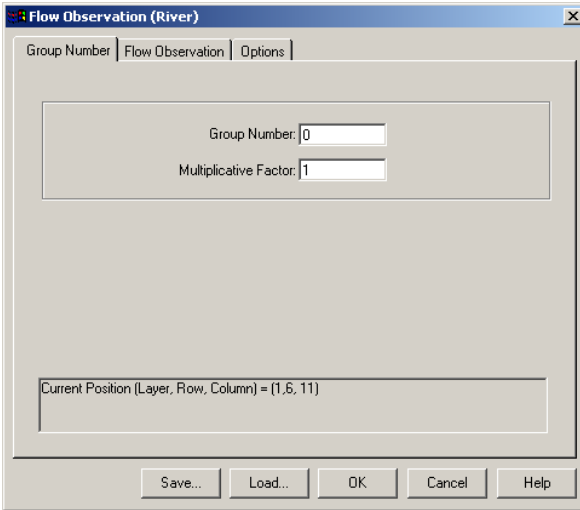 Flow Observation (River)
Group Number Flow Observation Options
Group Number: 0
Multiplicative Factor: 1
Current Position (Layer, Row, Column) = (1,6, 11)
Save... Load... OK Cancel Help